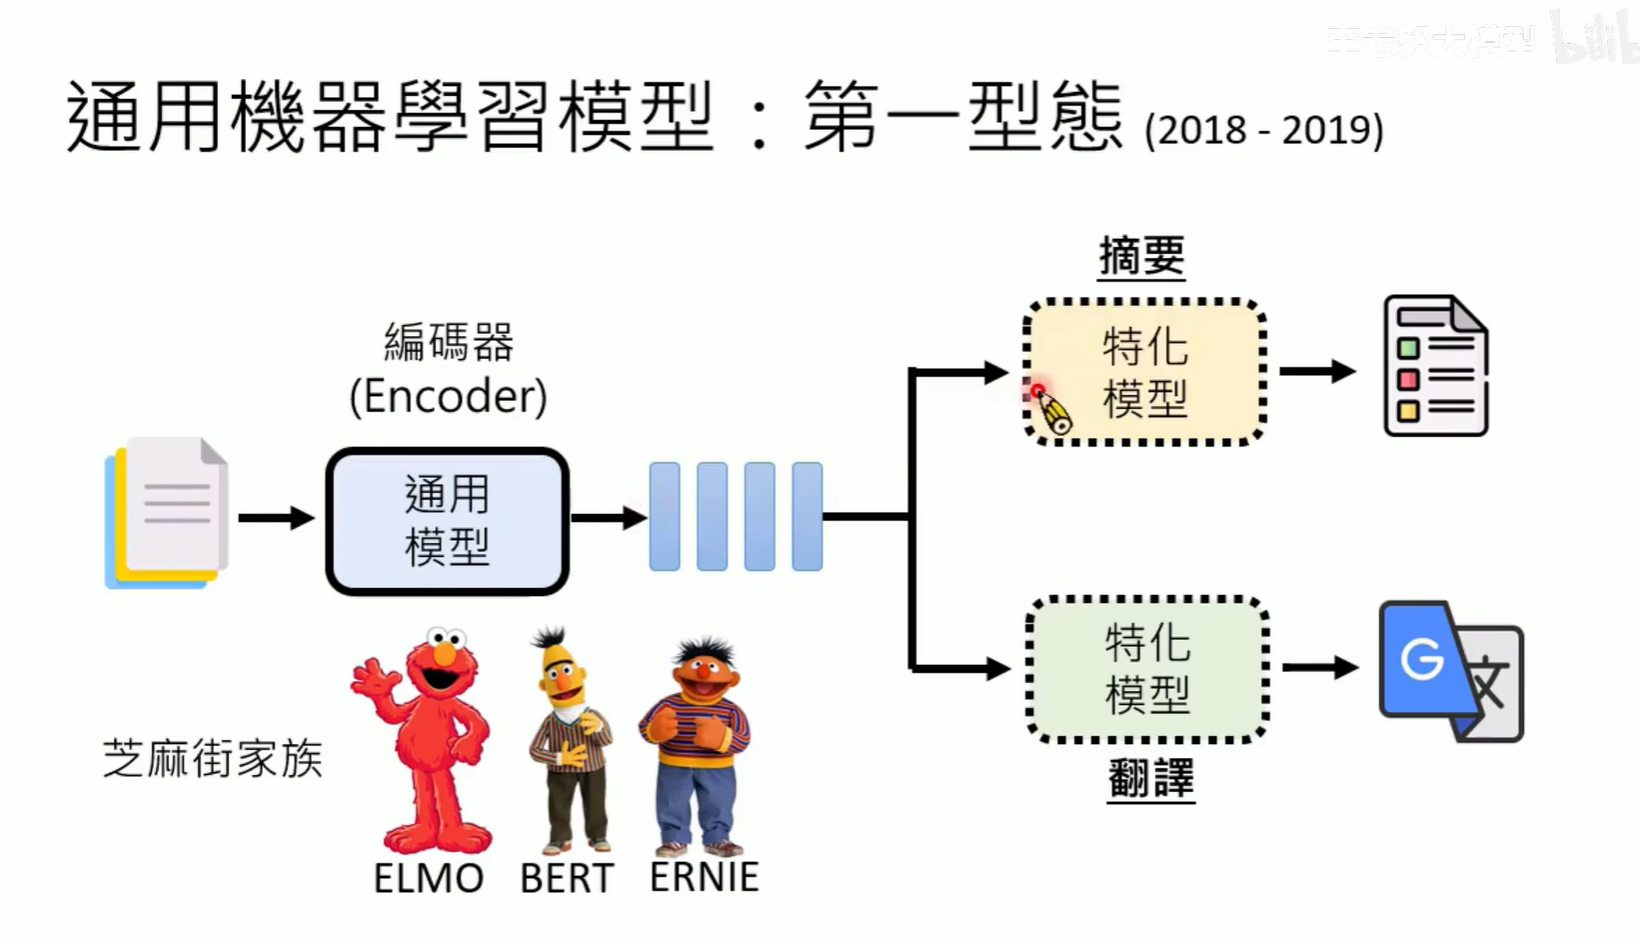 通用機器學習模型：第一型態 (2018 - 2019)
摘要
編碼器
(Encoder)
特化
模型
通用
模型
特化
模型
翻譯
G
文
芝麻街家族
ELMO
BERT
ERNIE